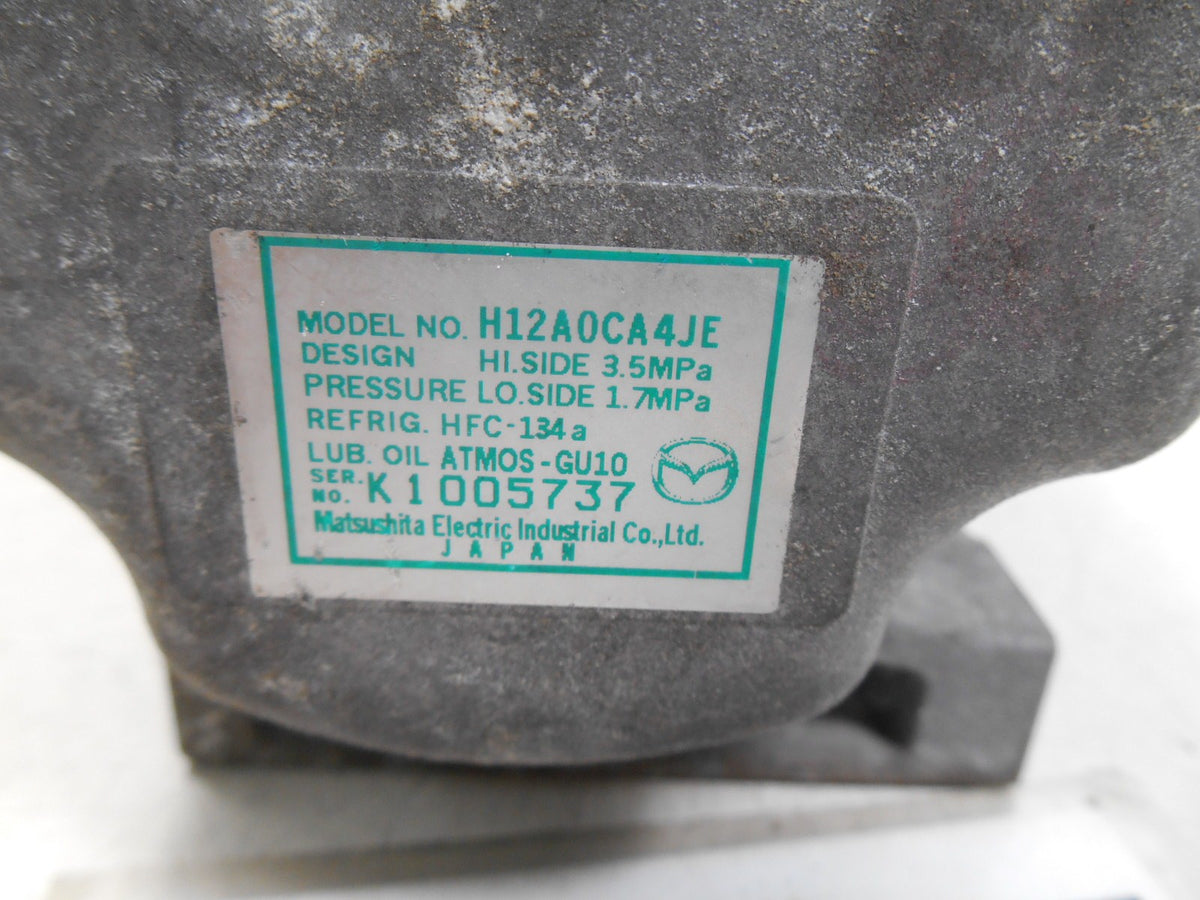 MODEL NO. H12A0CA4JE
DESIGN HI.SIDE 3.5MPa
PRESSURE LO.SIDE 1.7MPa
REFRIG. HFC-134a
LUB. OIL ATMOS-GU10
SER. NO. K1005737
Matsushita Electric Industrial Co.,Ltd.
JAPAN